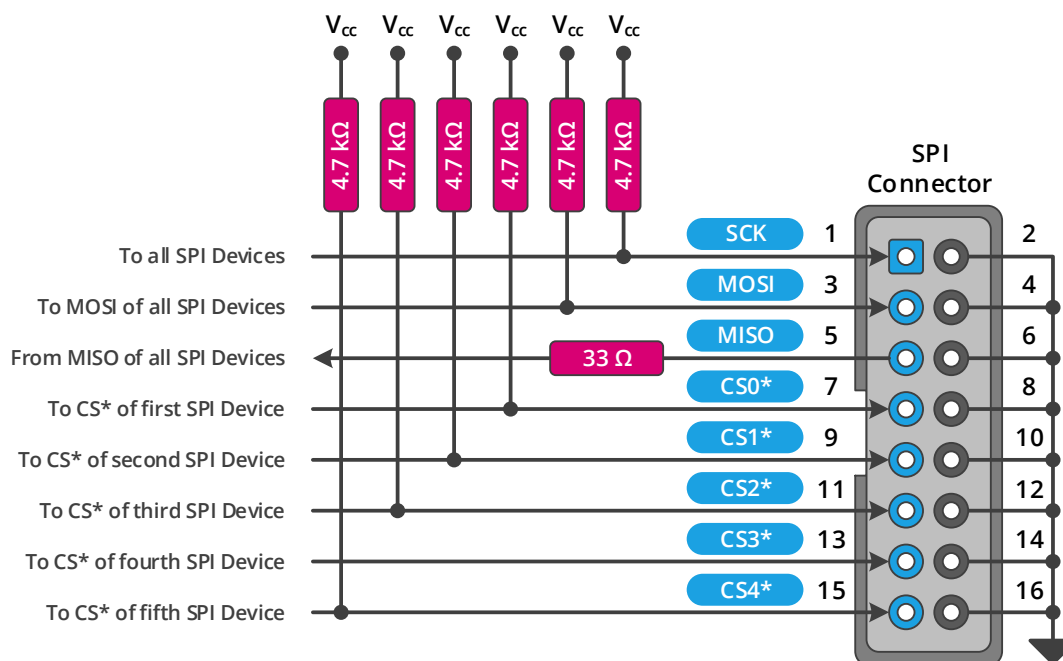 Vcc Vcc Vcc Vcc Vcc Vcc
4.7 kΩ 4.7 kΩ 4.7 kΩ 4.7 kΩ 4.7 kΩ 4.7 kΩ
SPI
Connector
To all SPI Devices SCK 1 2
To MOSI of all SPI Devices MOSI 3 4
From MISO of all SPI Devices 33 Ω MISO 5 6
To CS* of first SPI Device CS0* 7 8
To CS* of second SPI Device CS1* 9 10
To CS* of third SPI Device CS2* 11 12
To CS* of fourth SPI Device CS3* 13 14
To CS* of fifth SPI Device CS4* 15 16